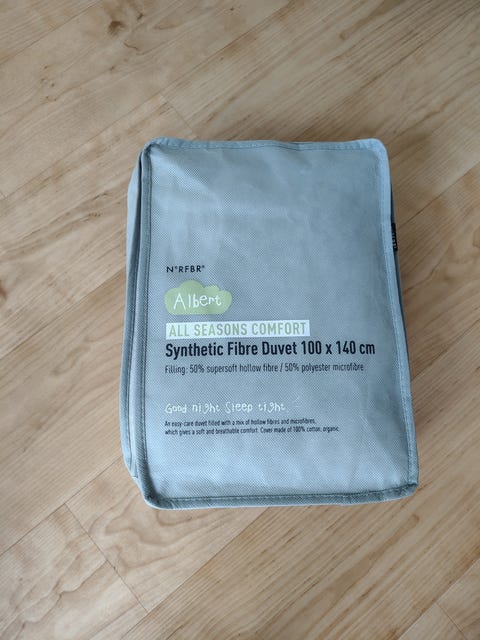 N°RFBR°
Albert
ALL SEASONS COMFORT
Synthetic Fibre Duvet 100 x 140 cm
Filling: 50% supersoft hollow fibre / 50% polyester microfibre
Good night Sleep tight.
An easy-care duvet filled with a mix of hollow fibres and microfibres,
which gives a soft and breathable comfort. Cover made of 100% cotton, organic.